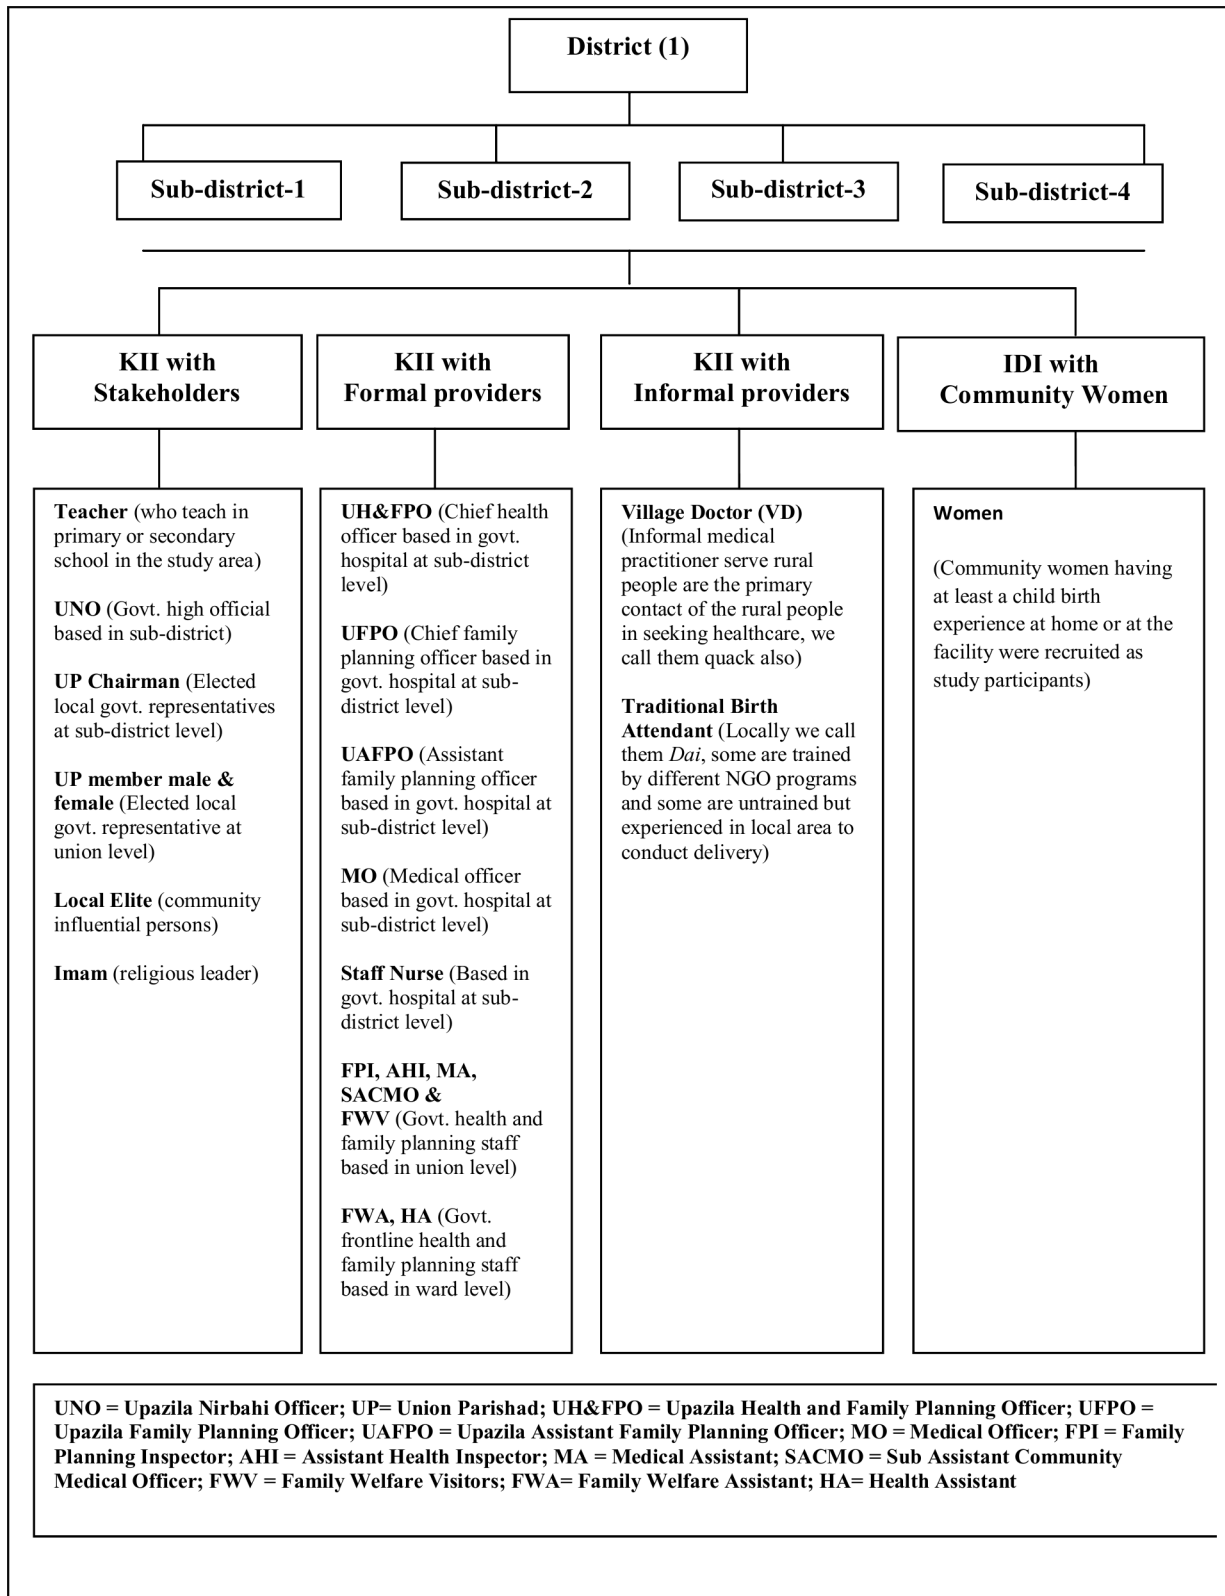 District (1)
Sub-district-1
Sub-district-2
Sub-district-3
Sub-district-4
KII with
Stakeholders
KII with
Formal providers
KII with
Informal providers
IDI with
Community Women
Teacher (who teach in
primary or secondary
school in the study area)
UNO (Govt. high official
based in sub-district)
UP Chairman (Elected
local govt. representatives
at sub-district level)
UP member male &
female (Elected local
govt. representative at
union level)
Local Elite (community
influential persons)
Imam (religious leader)
UH&FPO (Chief health
officer based in govt.
hospital at sub-district
level)
UFPO (Chief family
planning officer based in
govt. hospital at sub-
district level)
UAFPO (Assistant
family planning officer
based in govt. hospital at
sub-district level)
MO (Medical officer
based in govt. hospital at
sub-district level)
Staff Nurse (Based in
govt. hospital at sub-
district level)
FPI, AHI, MA,
SACMO &
FWV (Govt. health and
family planning staff
based in union level)
FWA, HA (Govt.
frontline health and
family planning staff
based in ward level)
Village Doctor (VD)
(Informal medical
practitioner serve rural
people are the primary
contact of the rural people
in seeking healthcare, we
call them quack also)
Traditional Birth
Attendant (Locally we call
them Dai, some are trained
by different NGO programs
and some are untrained but
experienced in local area to
conduct delivery)
Women
(Community women having
at least a child birth
experience at home or at the
facility were recruited as
study participants)
UNO = Upazila Nirbahi Officer; UP= Union Parishad; UH&FPO = Upazila Health and Family Planning Officer; UFPO =
Upazila Family Planning Officer; UAFPO = Upazila Assistant Family Planning Officer; MO = Medical Officer; FPI = Family
Planning Inspector; AHI = Assistant Health Inspector; MA = Medical Assistant; SACMO = Sub Assistant Community
Medical Officer; FWV = Family Welfare Visitors; FWA= Family Welfare Assistant; HA= Health Assistant